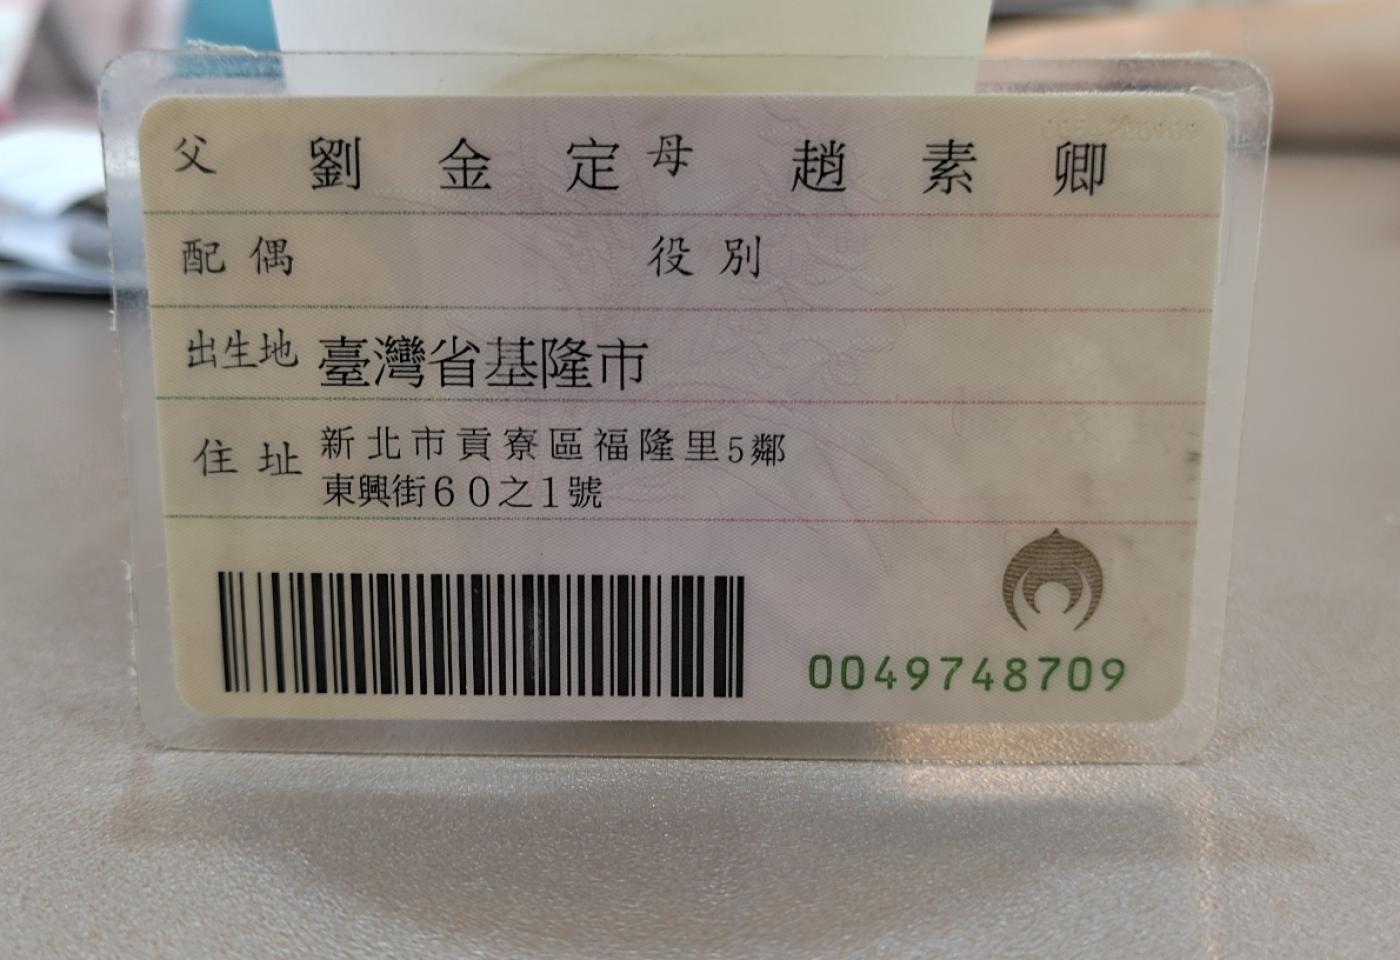 父 劉金定 母 趙素卿
配偶 役別
出生地 臺灣省基隆市
住址 新北市貢寮區福隆里5鄰
東興街60之1號
0049748709